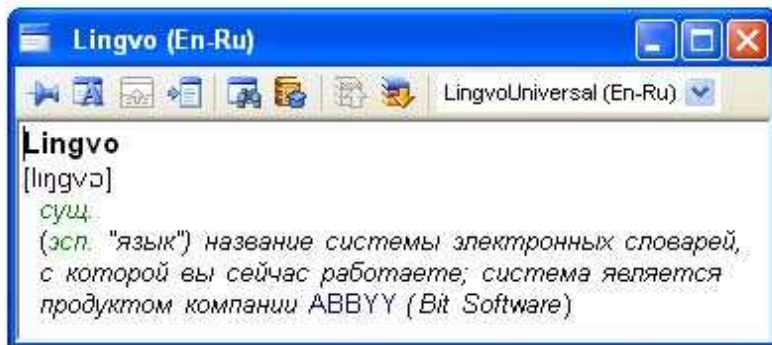 Lingvo (En-Ru)
LingvoUniversal (En-Ru)
Lingvo
[lıŋgvɔ]
сущ.
(эсп. "язык") название системы электронных словарей,
с которой вы сейчас работаете; система является
продуктом компании ABBYY (Bit Software)